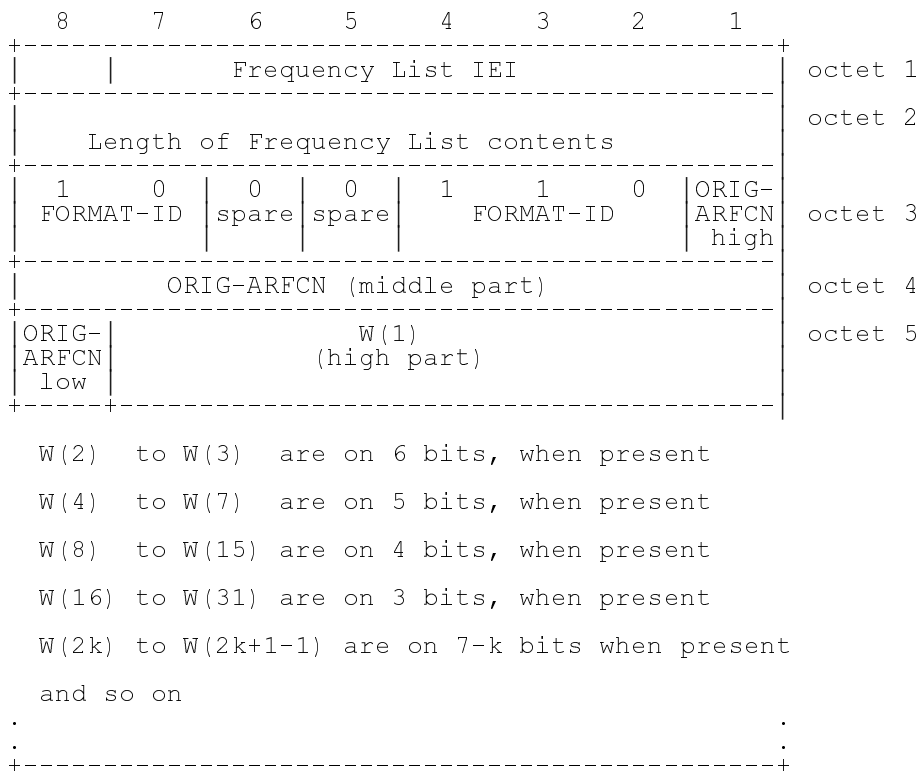 8 7 6 5 4 3 2 1
Frequency List IEI octet 1
octet 2
Length of Frequency List contents
1 0 0 0 1 1 0 ORIG-
FORMAT-ID spare spare FORMAT-ID ARFCN octet 3
high
ORIG-ARFCN (middle part) octet 4
ORIG- W(1) octet 5
ARFCN (high part)
low
W(2) to W(3) are on 6 bits, when present
W(4) to W(7) are on 5 bits, when present
W(8) to W(15) are on 4 bits, when present
W(16) to W(31) are on 3 bits, when present
W(2k) to W(2k+1-1) are on 7-k bits when present
and so on